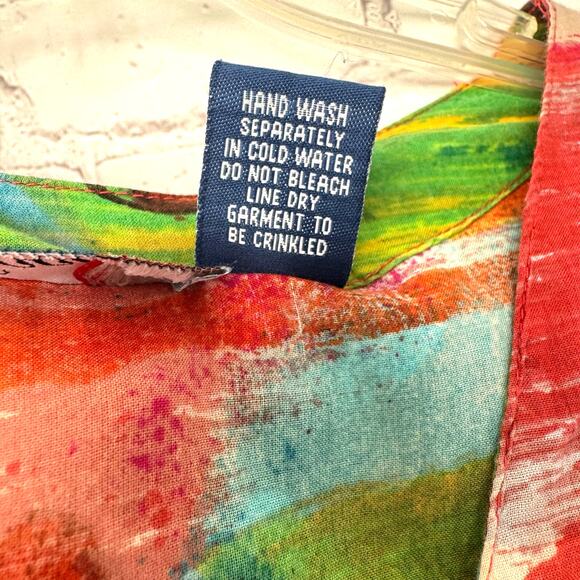 HAND WASH
SEPARATELY
IN COLD WATER
DO NOT BLEACH
LINE DRY
GARMENT TO
BE CRINKLED